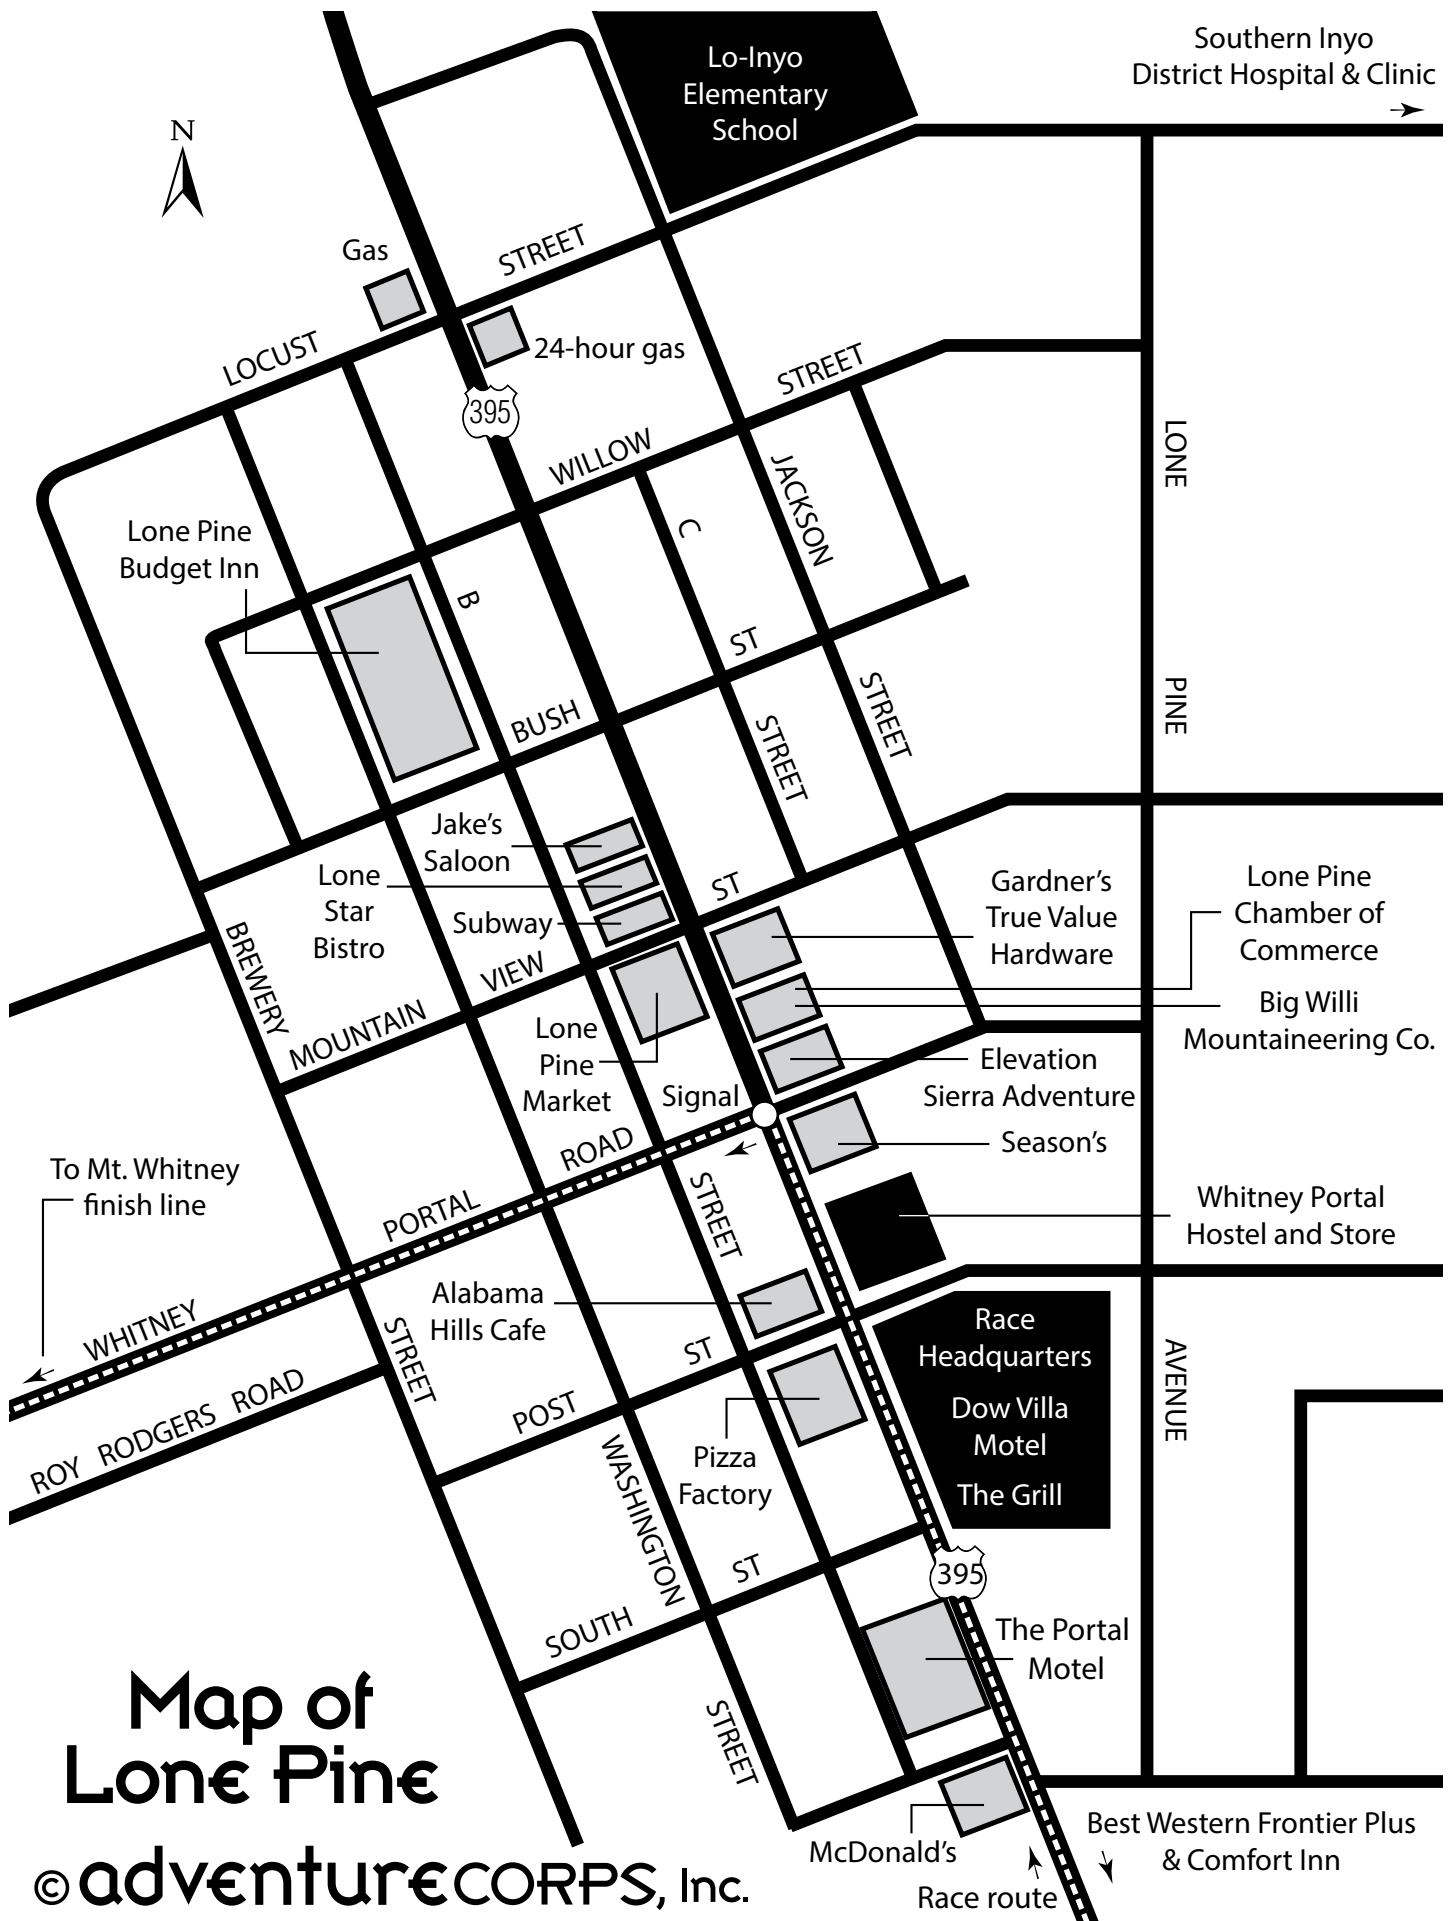 Southern Inyo
District Hospital & Clinic
Lo-Inyo
Elementary
School
N
Gas
STREET
LOCUST
24-hour gas
395
STREET
WILLOW
LONE
JACKSON
C
Lone Pine
Budget Inn
B
ST
BUSH
STREET
PINE
STREET
Jake's
Saloon
Lone
Star
Bistro
Subway
ST
VIEW
MOUNTAIN
BREWERY
Gardner's
True Value
Hardware
Lone Pine
Chamber of
Commerce
Big Willi
Mountaineering Co.
Lone
Pine
Market
Signal
Elevation
Sierra Adventure
Season's
ROAD
PORTAL
WHITNEY
To Mt. Whitney
finish line
STREET
Whitney Portal
Hostel and Store
Alabama
Hills Cafe
STREET
ROY RODGERS ROAD
ST
POST
Race
Headquarters
Dow Villa
Motel
The Grill
AVENUE
Pizza
Factory
WASHINGTON
ST
SOUTH
395
The Portal
Motel
STREET
McDonald's
Best Western Frontier Plus
& Comfort Inn
Race route
Map of
Lone Pine
© adventureCORPS, Inc.